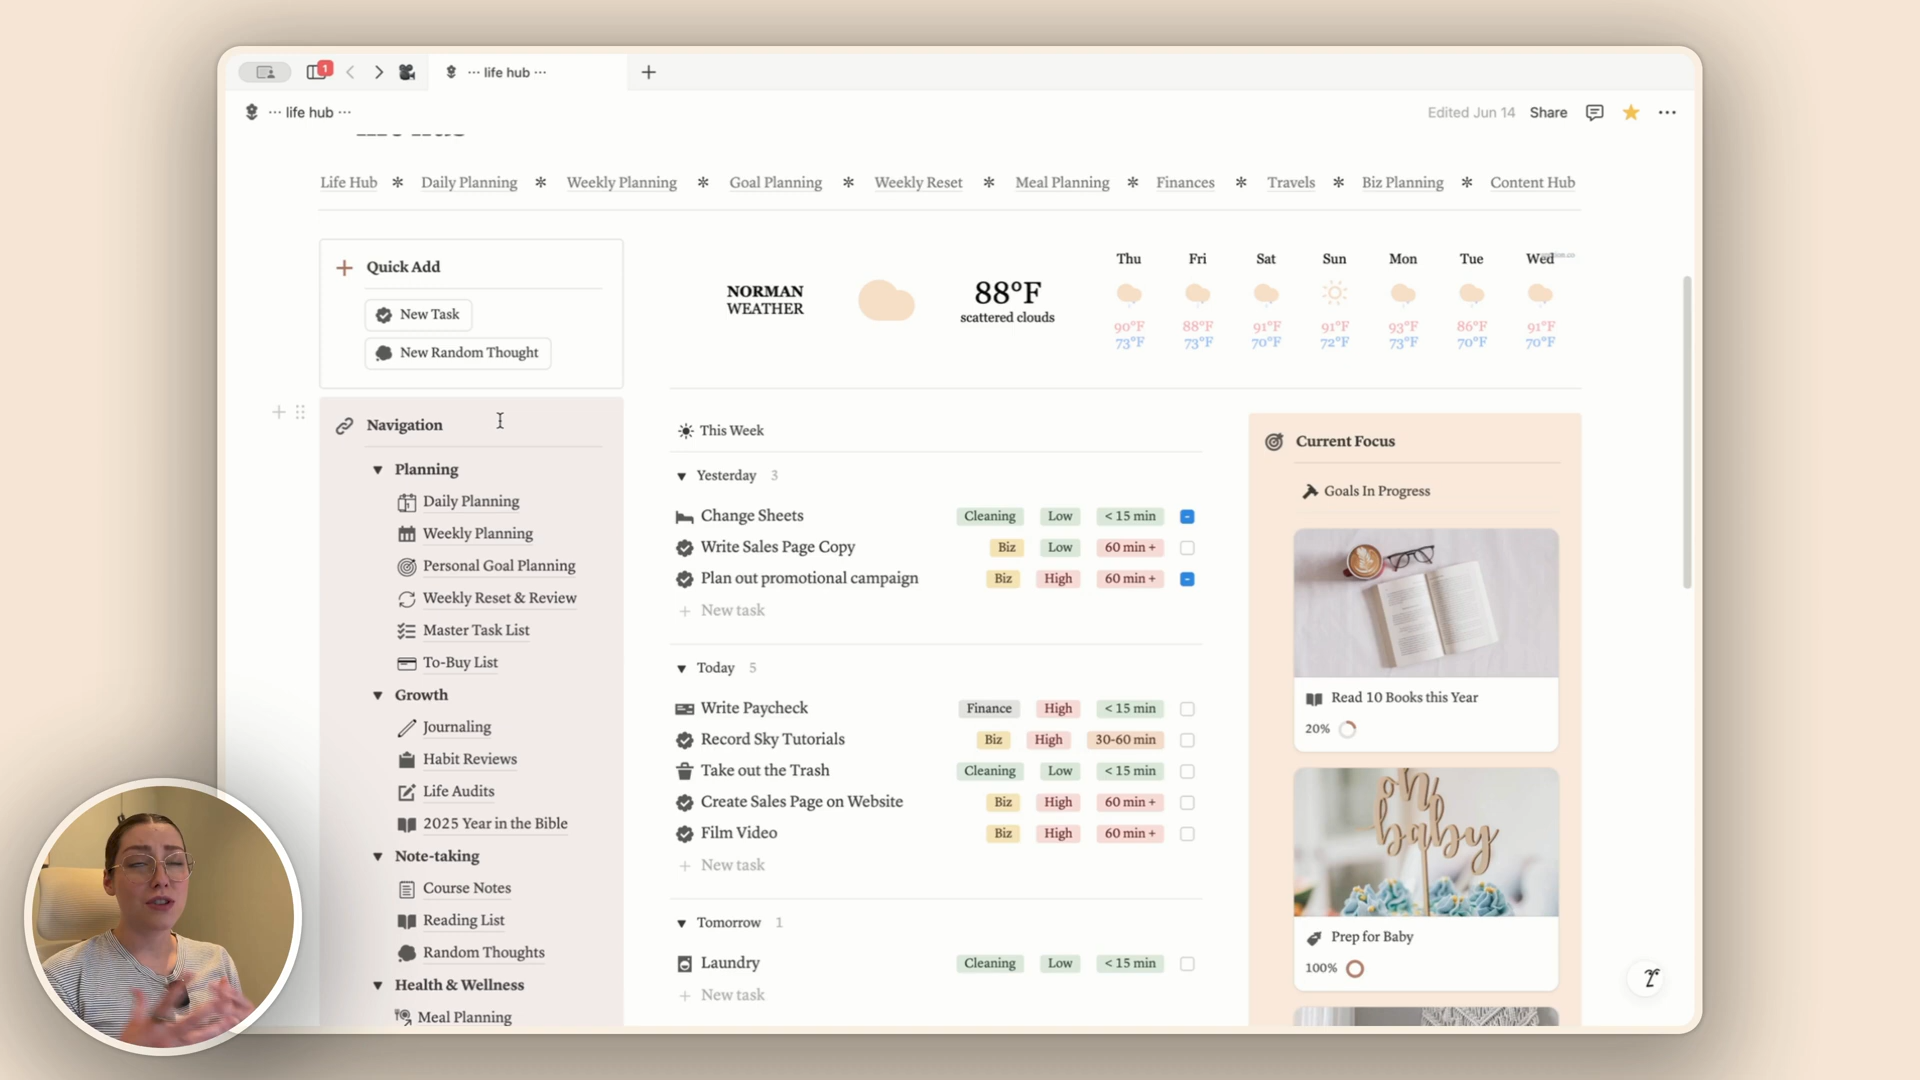 1
··· life hub ···
··· life hub ···
Edited Jun 14
Share
Life Hub * Daily Planning * Weekly Planning * Goal Planning * Weekly Reset * Meal Planning * Finances * Travels * Biz Planning * Content Hub
Quick Add
New Task
New Random Thought
NORMAN
WEATHER
88°F
scattered clouds
Thu Fri Sat Sun Mon Tue Wed
90°F 88°F 91°F 91°F 93°F 86°F 91°F
73°F 73°F 70°F 72°F 73°F 70°F 70°F
Navigation
Planning
Daily Planning
Weekly Planning
Personal Goal Planning
Weekly Reset & Review
Master Task List
To-Buy List
Growth
Journaling
Habit Reviews
Life Audits
2025 Year in the Bible
Note-taking
Course Notes
Reading List
Random Thoughts
Health & Wellness
Meal Planning
This Week
Yesterday 3
Change Sheets Cleaning Low < 15 min
Write Sales Page Copy Biz Low 60 min +
Plan out promotional campaign Biz High 60 min +
+ New task
Today 5
Write Paycheck Finance High < 15 min
Record Sky Tutorials Biz High 30-60 min
Take out the Trash Cleaning Low < 15 min
Create Sales Page on Website Biz High 60 min +
Film Video Biz High 60 min +
+ New task
Tomorrow 1
Laundry Cleaning Low < 15 min
+ New task
Current Focus
Goals In Progress
Read 10 Books this Year
20%
oh
baby
Prep for Baby
100%